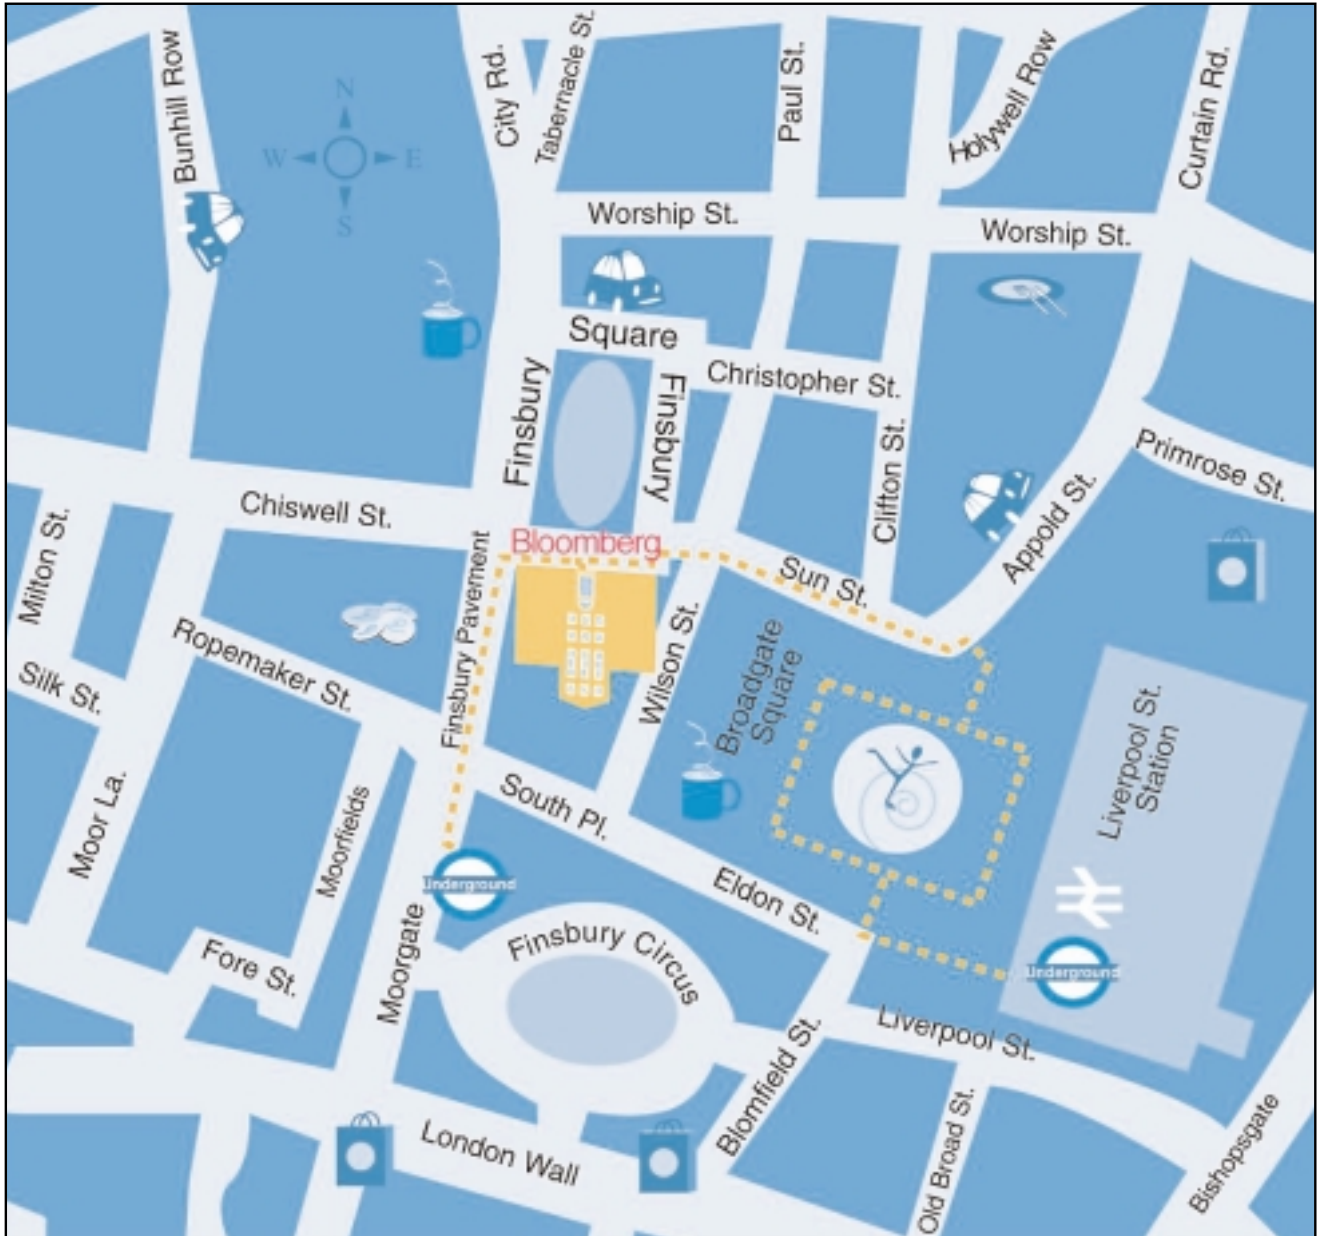 Bunhill Row
City Rd.
Tabernacle St.
Paul St.
Holywell Row
Curtain Rd.
N
W
E
S
Worship St.
Worship St.
Square
Finsbury
Finsbury
Christopher St.
Clifton St.
Primrose St.
Appold St.
Chiswell St.
Milton St.
Bloomberg
Sun St.
Finsbury Pavement
Ropemaker St.
Silk St.
Wilson St.
Broadgate
Square
Liverpool St.
Station
Moor La.
Moorfields
South Pl.
Underground
Eldon St.
Moorgate
Finsbury Circus
Fore St.
Underground
Liverpool St.
Blomfield St.
London Wall
Old Broad St.
Bishopsgate